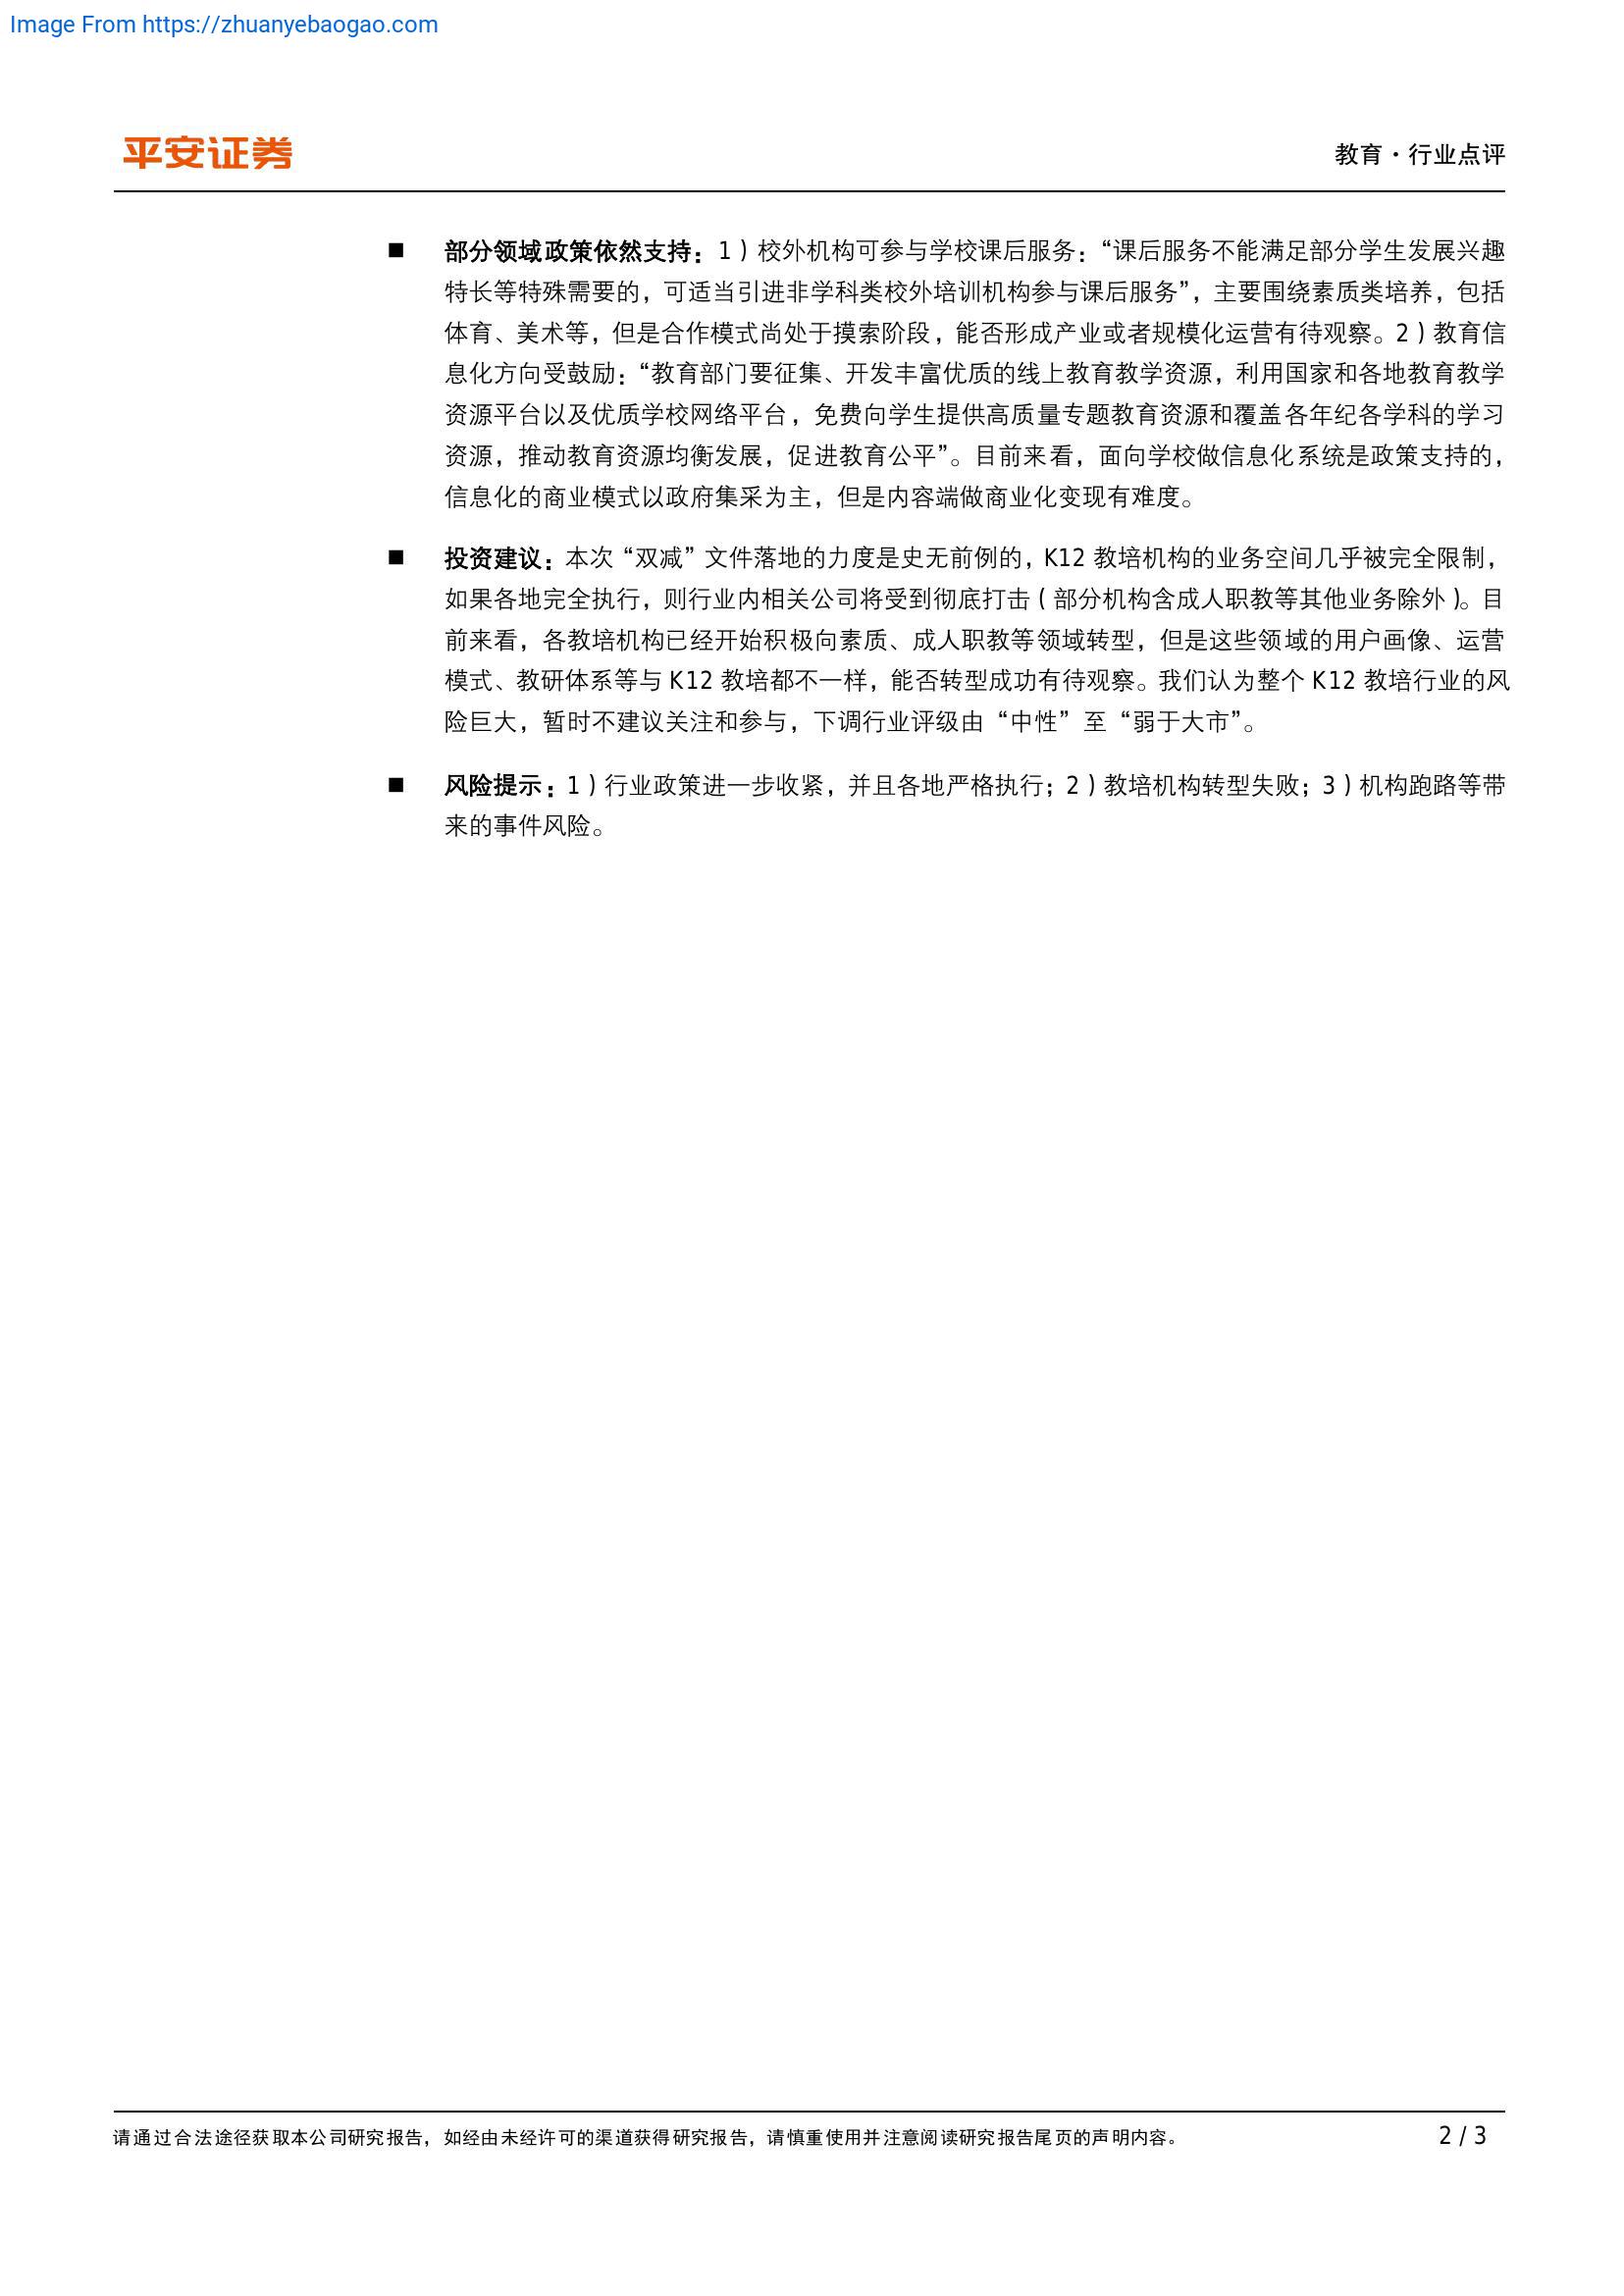 Image From https://zhuanyebaogao.com
平安证券
教育·行业点评
■ 部分领域政策依然支持：1）校外机构可参与学校课后服务：“课后服务不能满足部分学生发展兴趣
特长等特殊需要的，可适当引进非学科类校外培训机构参与课后服务”，主要围绕素质类培养，包括
体育、美术等，但是合作模式尚处于摸索阶段，能否形成产业或者规模化运营有待观察。2）教育信
息化方向受鼓励：“教育部门要征集、开发丰富优质的线上教育教学资源，利用国家和各地教育教学
资源平台以及优质学校网络平台，免费向学生提供高质量专题教育资源和覆盖各年纪各学科的学习
资源，推动教育资源均衡发展，促进教育公平”。目前来看，面向学校做信息化系统是政策支持的，
信息化的商业模式以政府集采为主，但是内容端做商业化变现有难度。
■ 投资建议：本次“双减”文件落地的力度是史无前例的，K12 教培机构的业务空间几乎被完全限制，
如果各地完全执行，则行业内相关公司将受到彻底打击（部分机构含成人职教等其他业务除外）。目
前来看，各教培机构已经开始积极向素质、成人职教等领域转型，但是这些领域的用户画像、运营
模式、教研体系等与 K12 教培都不一样，能否转型成功有待观察。我们认为整个 K12 教培行业的风
险巨大，暂时不建议关注和参与，下调行业评级由“中性”至“弱于大市”。
■ 风险提示：1）行业政策进一步收紧，并且各地严格执行；2）教培机构转型失败；3）机构跑路等带
来的事件风险。
请通过合法途径获取本公司研究报告，如经由未经许可的渠道获得研究报告，请慎重使用并注意阅读研究报告尾页的声明内容。
2 / 3